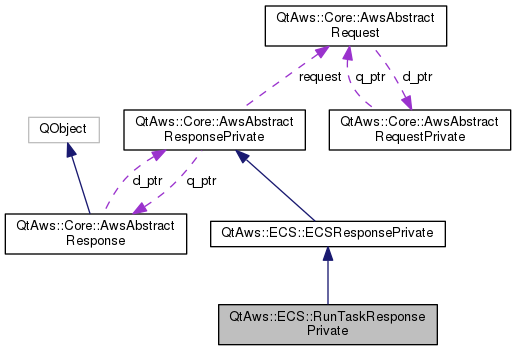 QtAws::Core::AwsAbstract
Request
request
q_ptr
d_ptr
QObject
QtAws::Core::AwsAbstract
ResponsePrivate
QtAws::Core::AwsAbstract
RequestPrivate
d_ptr
q_ptr
QtAws::Core::AwsAbstract
Response
QtAws::ECS::ECSResponsePrivate
QtAws::ECS::RunTaskResponse
Private